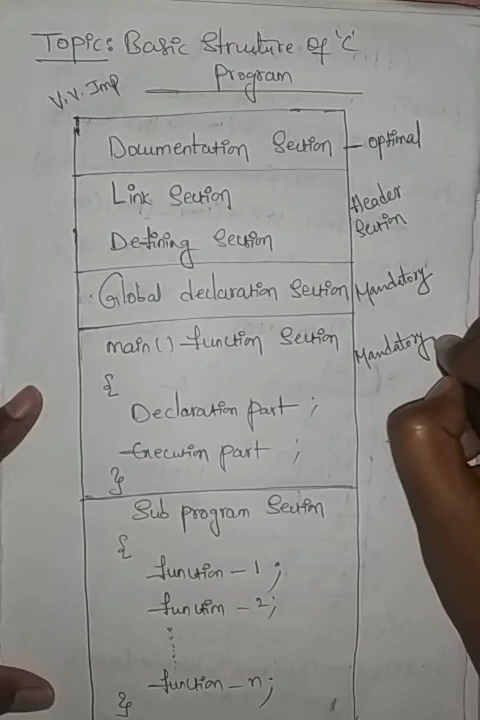 Topic: Basic Structure of 'C'
Program
V.V. Imp
Documentation Section - optimal
Link Section
Header
Section
Defining Section
Global declaration Section Mandatory
main() function Section Mandatory
{
Declaration part ;
Execution part ;
}
Sub program Section
{
function - 1 ;
function - 2;
function - n;
}